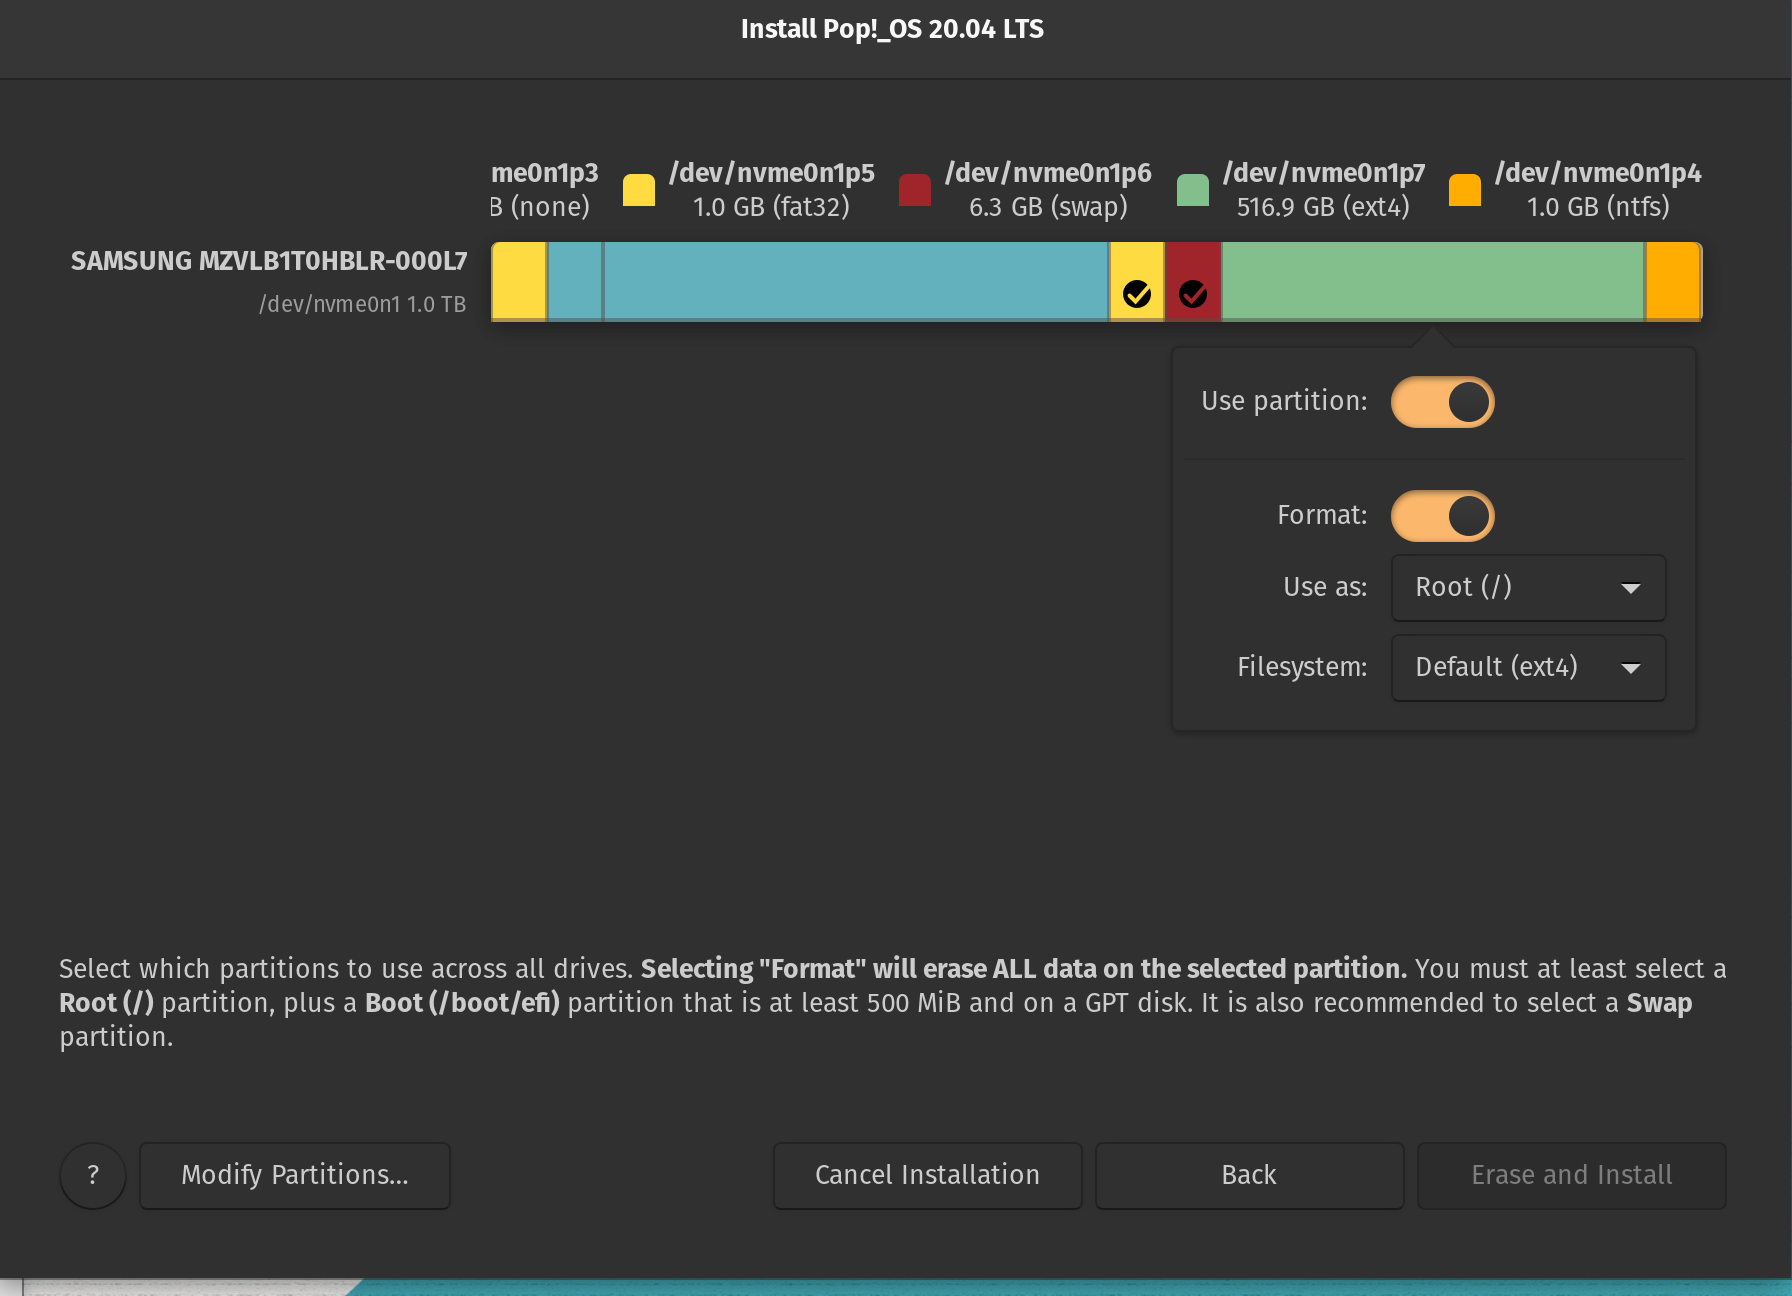 Install Pop!_OS 20.04 LTS
me0n1p3
B (none)
/dev/nvme0n1p5
1.0 GB (fat32)
/dev/nvme0n1p6
6.3 GB (swap)
/dev/nvme0n1p7
516.9 GB (ext4)
/dev/nvme0n1p4
1.0 GB (ntfs)
SAMSUNG MZVLB1T0HBLR-000L7
/dev/nvme0n1 1.0 TB
Use partition:
Format:
Use as: Root (/)
Filesystem: Default (ext4)
Select which partitions to use across all drives. Selecting "Format" will erase ALL data on the selected partition. You must at least select a
Root (/) partition, plus a Boot (/boot/efi) partition that is at least 500 MiB and on a GPT disk. It is also recommended to select a Swap
partition.
? Modify Partitions... Cancel Installation Back Erase and Install